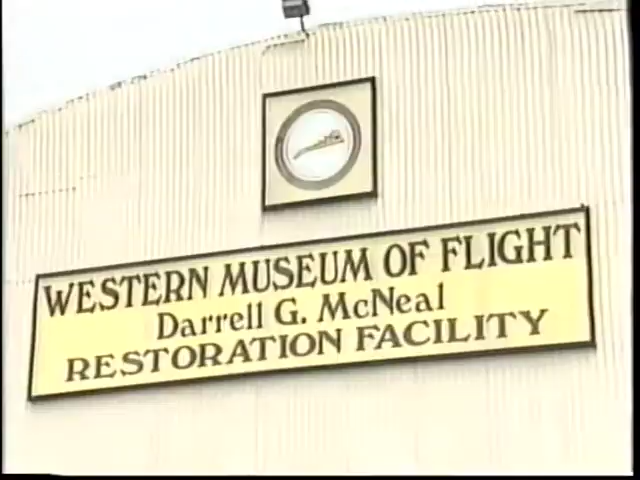 WESTERN MUSEUM OF FLIGHT
Darrell G. McNeal
RESTORATION FACILITY